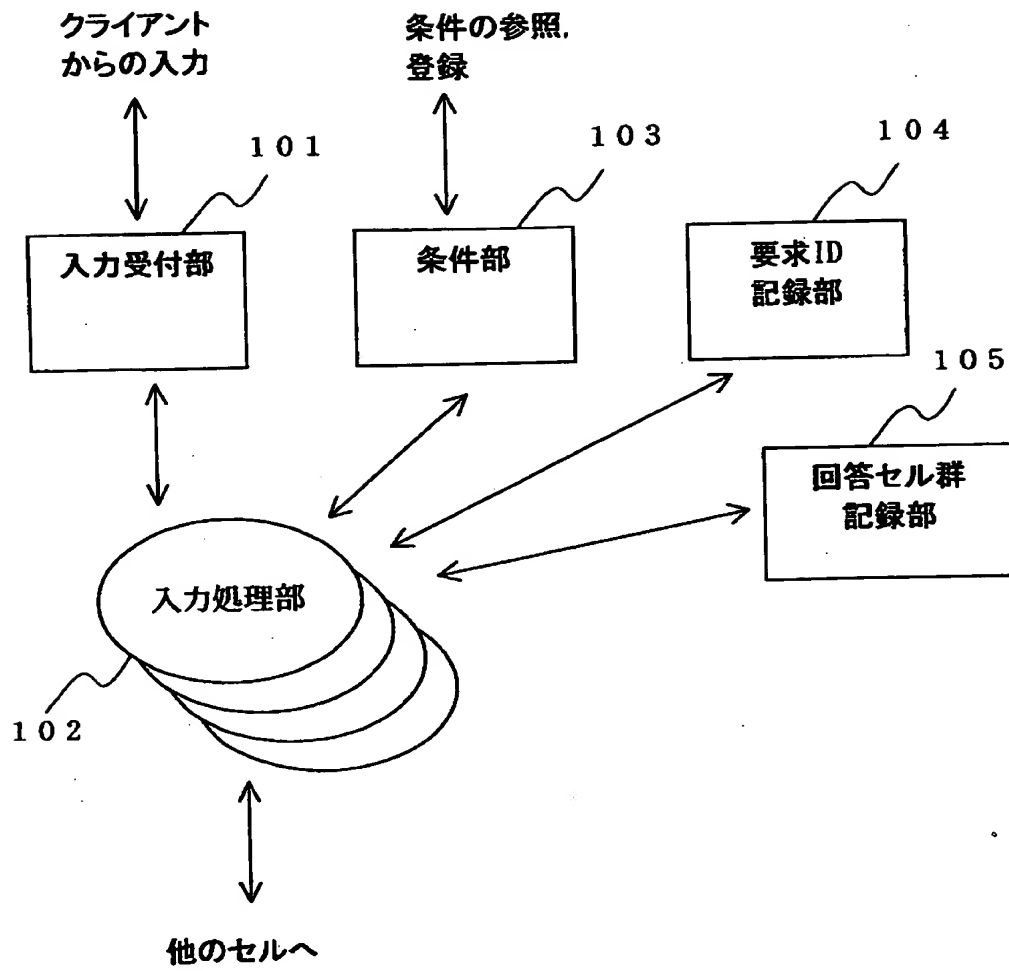 クライアント
からの入力
条件の参照,
登録
101
103
104
入力受付部
条件部
要求ID
記録部
105
回答セル群
記録部
入力処理部
102
他のセルへ